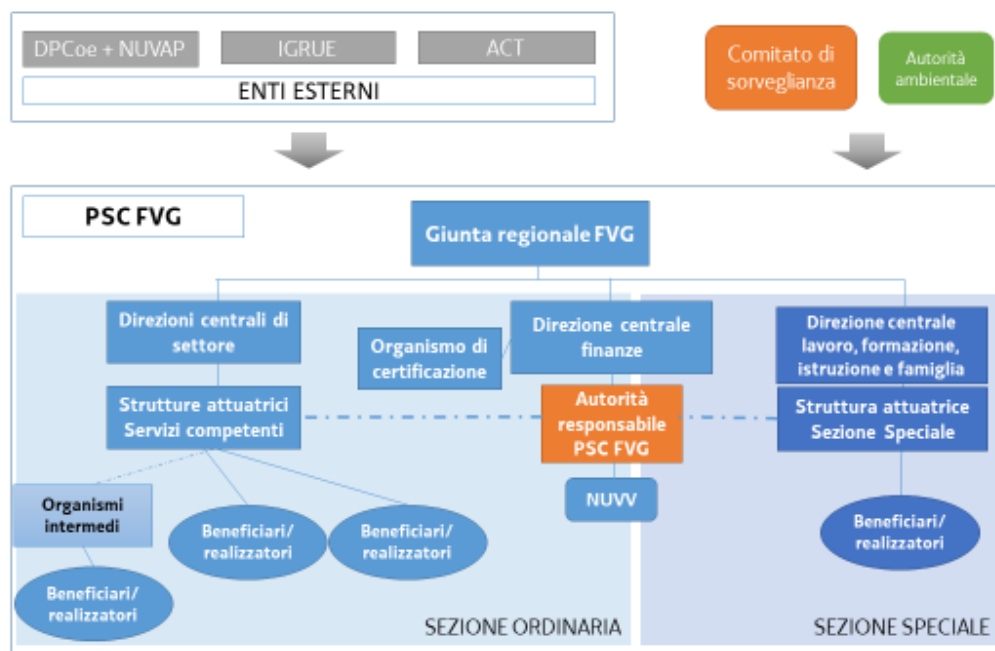 DPCoe + NUVAP
IGRUE
ACT
ENTI ESTERNI
Comitato di
sorveglianza
Autorità
ambientale
PSC FVG
Giunta regionale FVG
Direzioni centrali di
settore
Organismo di
certificazione
Direzione centrale
finanze
Direzione centrale
lavoro, formazione,
istruzione e famiglia
Strutture attuatrici
Servizi competenti
Autorità
responsabile
PSC FVG
Struttura attuatrice
Sezione Speciale
NUVV
Organismi
intermedi
Beneficiari/
realizzatori
Beneficiari/
realizzatori
Beneficiari/
realizzatori
Beneficiari/
realizzatori
SEZIONE ORDINARIA
SEZIONE SPECIALE